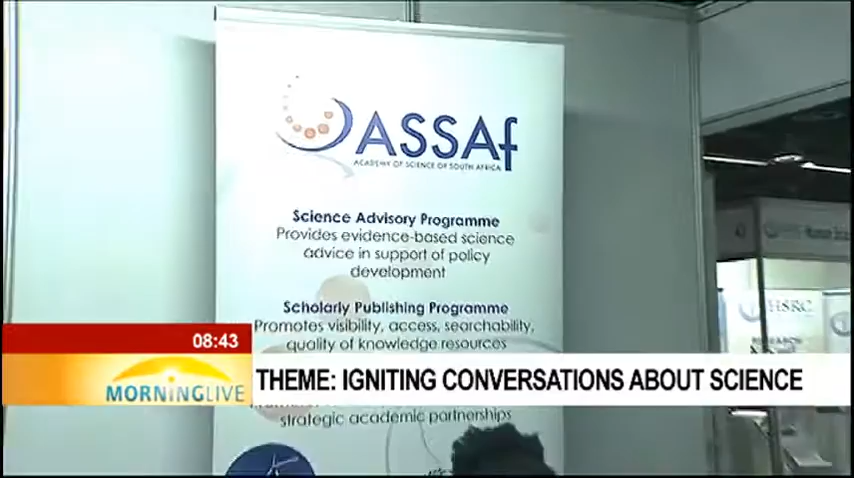 ASSAf
ACADEMY OF SCIENCE OF SOUTH AFRICA
Science Advisory Programme
Provides evidence-based science
advice in support of policy
development
Scholarly Publishing Programme
Promotes visibility, access, searchability,
quality of knowledge resources
strategic academic partnerships
HSRC
08:43
MORNINGLIVE
THEME: IGNITING CONVERSATIONS ABOUT SCIENCE